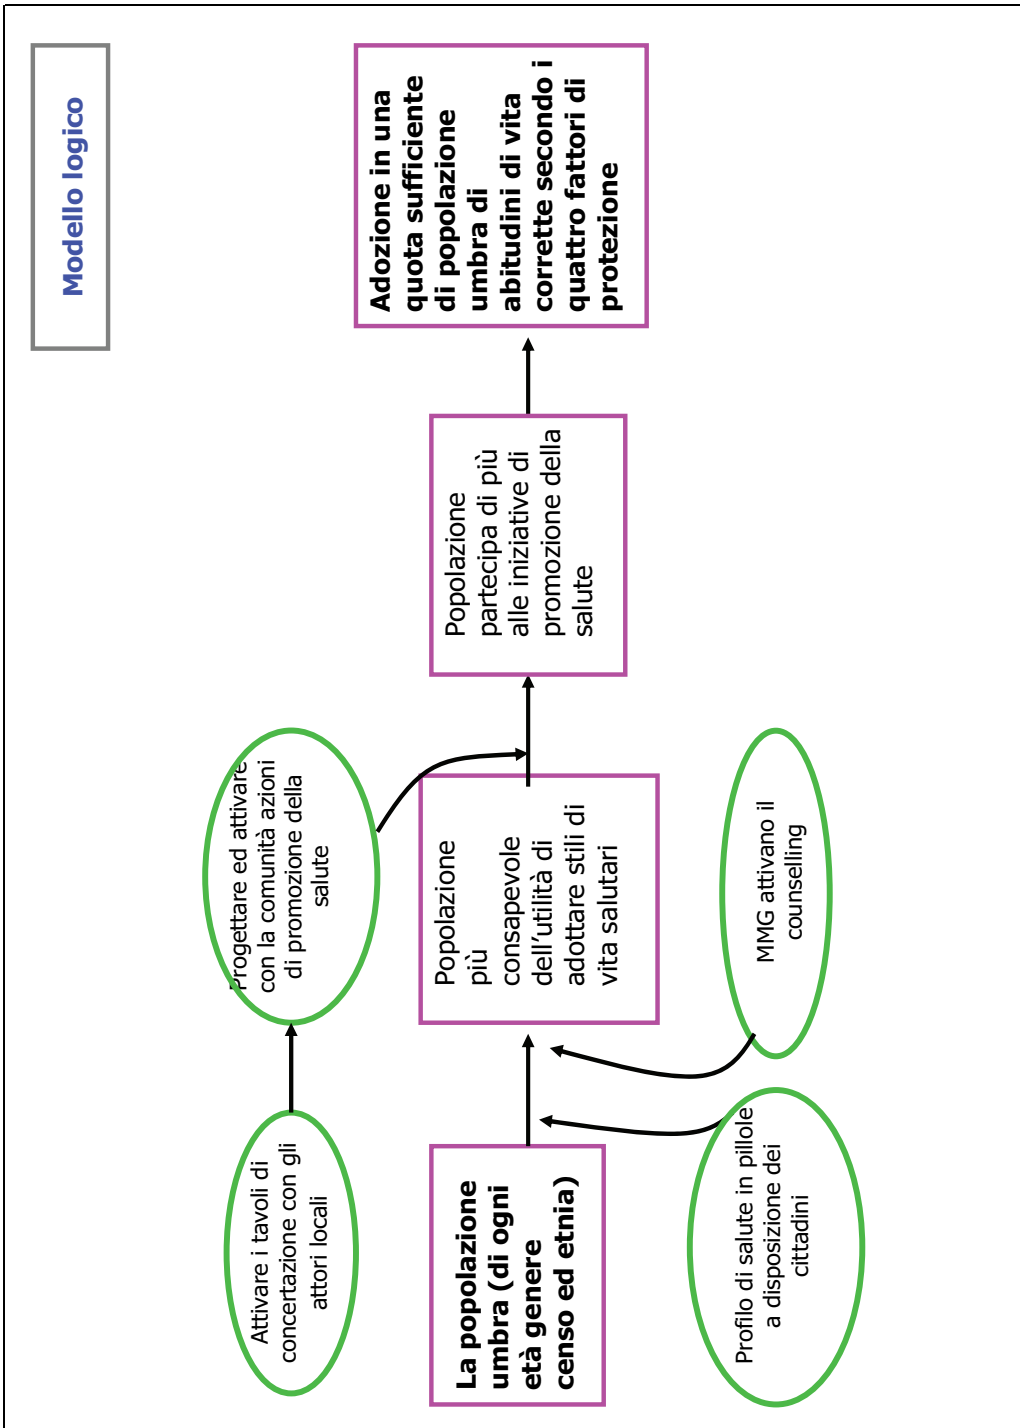 Modello logico
Attivare i tavoli di
concertazione con gli
attori locali
Progettare ed attivare
con la comunità azioni
di promozione della
salute
La popolazione
umbra (di ogni
età genere
censo ed etnia)
Popolazione
più
consapevole
dell'utilità di
adottare stili di
vita salutari
Popolazione
partecipa di più
alle iniziative di
promozione della
salute
Adozione in una
quota sufficiente
di popolazione
umbra di
abitudini di vita
corrette secondo i
quattro fattori di
protezione
Profilo di salute in pillole
a disposizione dei
cittadini
MMG attivano il
counselling